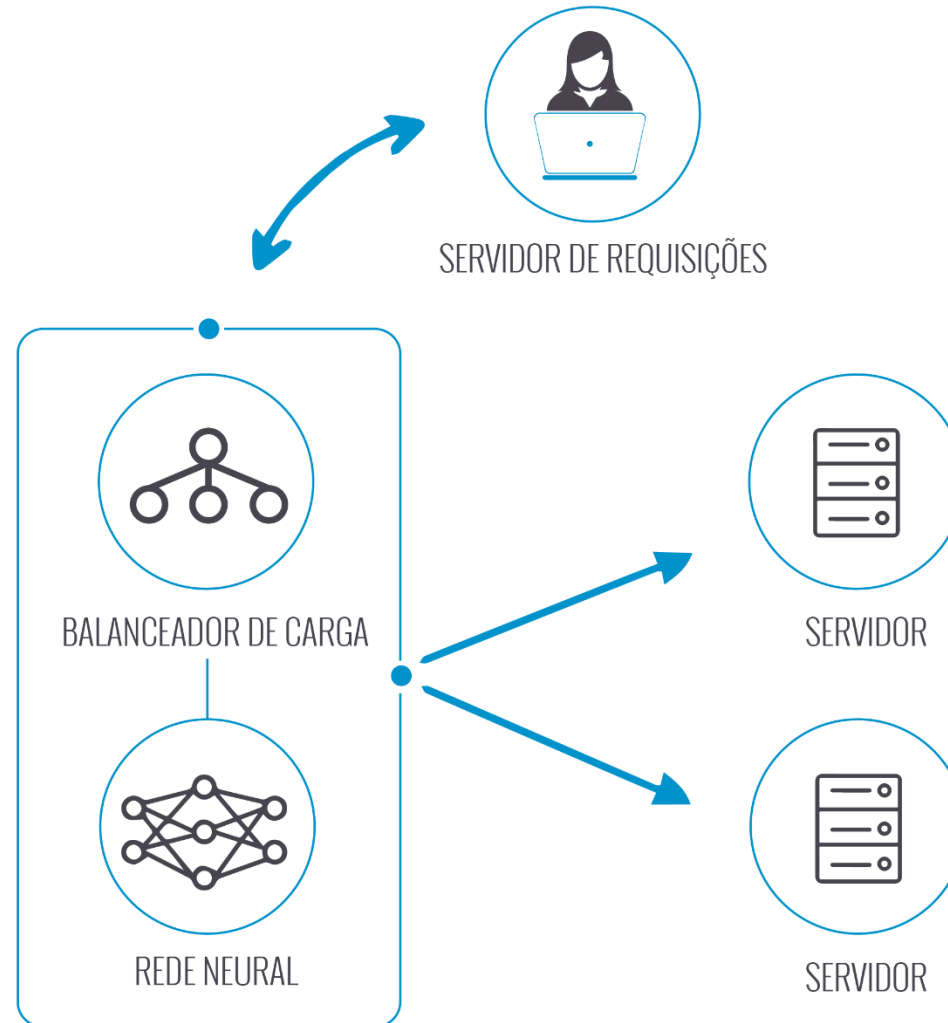 SERVIDOR DE REQUISIÇÕES
BALANCEADOR DE CARGA
SERVIDOR
REDE NEURAL
SERVIDOR